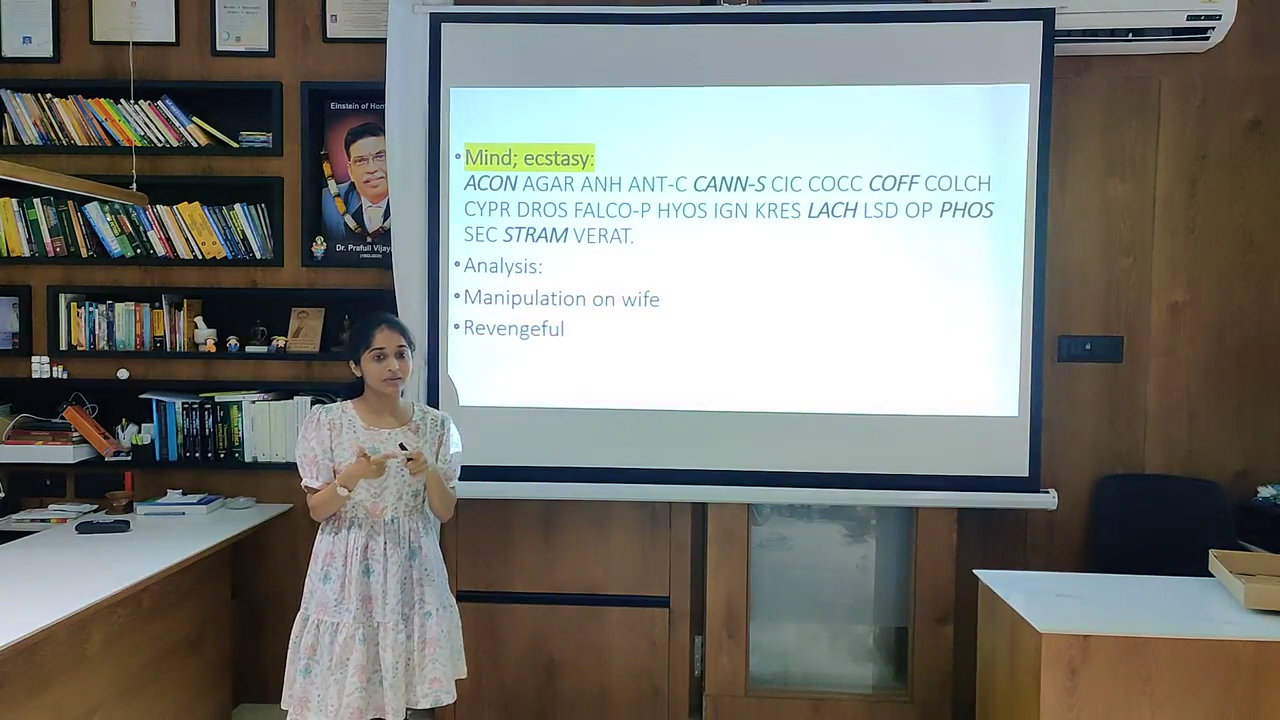 Einstein of Hom
Dr. Prafull Vijay
• Mind; ecstasy:
ACON AGAR ANH ANT-C CANN-S CIC COCC COFF COLCH
CYPR DROS FALCO-P HYOS IGN KRES LACH LSD OP PHOS
SEC STRAM VERAT.
• Analysis:
• Manipulation on wife
• Revengeful